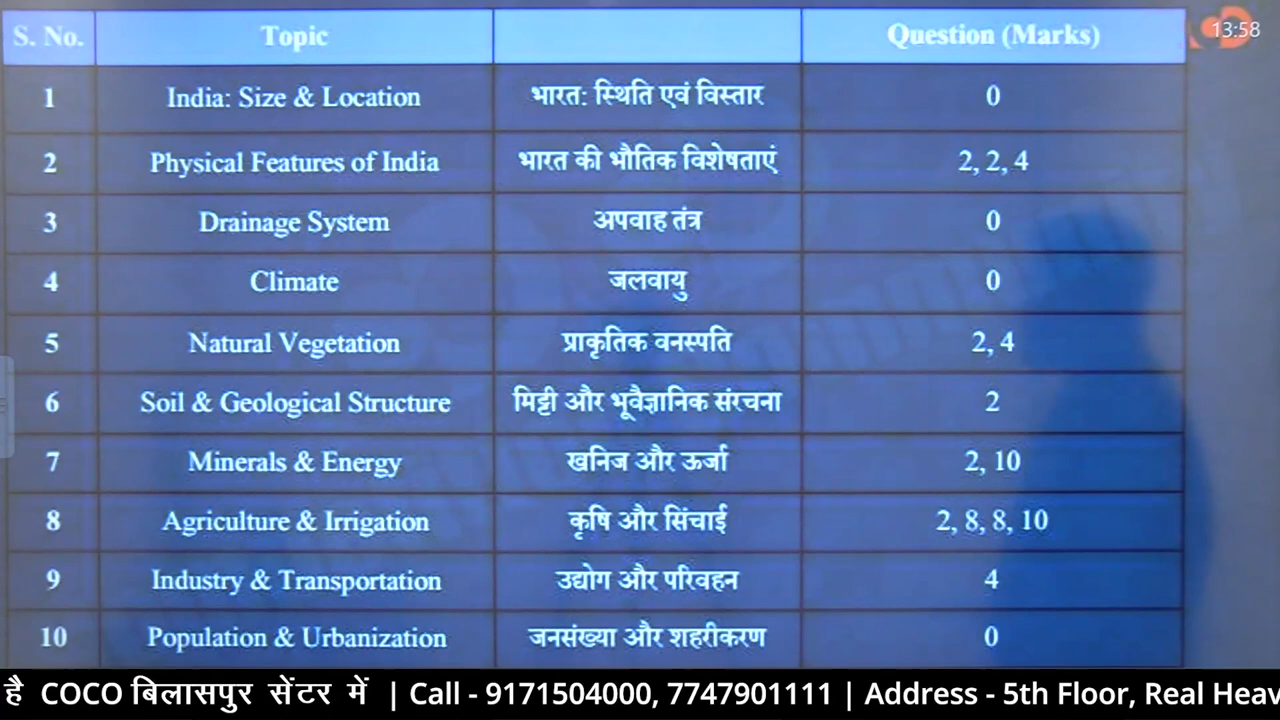 S. No. Topic Question (Marks)
13:58
1 India: Size & Location भारत: स्थिति एवं विस्तार 0
2 Physical Features of India भारत की भौतिक विशेषताएं 2, 2, 4
3 Drainage System अपवाह तंत्र 0
4 Climate जलवायु 0
5 Natural Vegetation प्राकृतिक वनस्पति 2, 4
6 Soil & Geological Structure मिट्टी और भूवैज्ञानिक संरचना 2
7 Minerals & Energy खनिज और ऊर्जा 2, 10
8 Agriculture & Irrigation कृषि और सिंचाई 2, 8, 8, 10
9 Industry & Transportation उद्योग और परिवहन 4
10 Population & Urbanization जनसंख्या और शहरीकरण 0
है COCO बिलासपुर सेंटर में | Call - 9171504000, 7747901111 | Address - 5th Floor, Real Heav